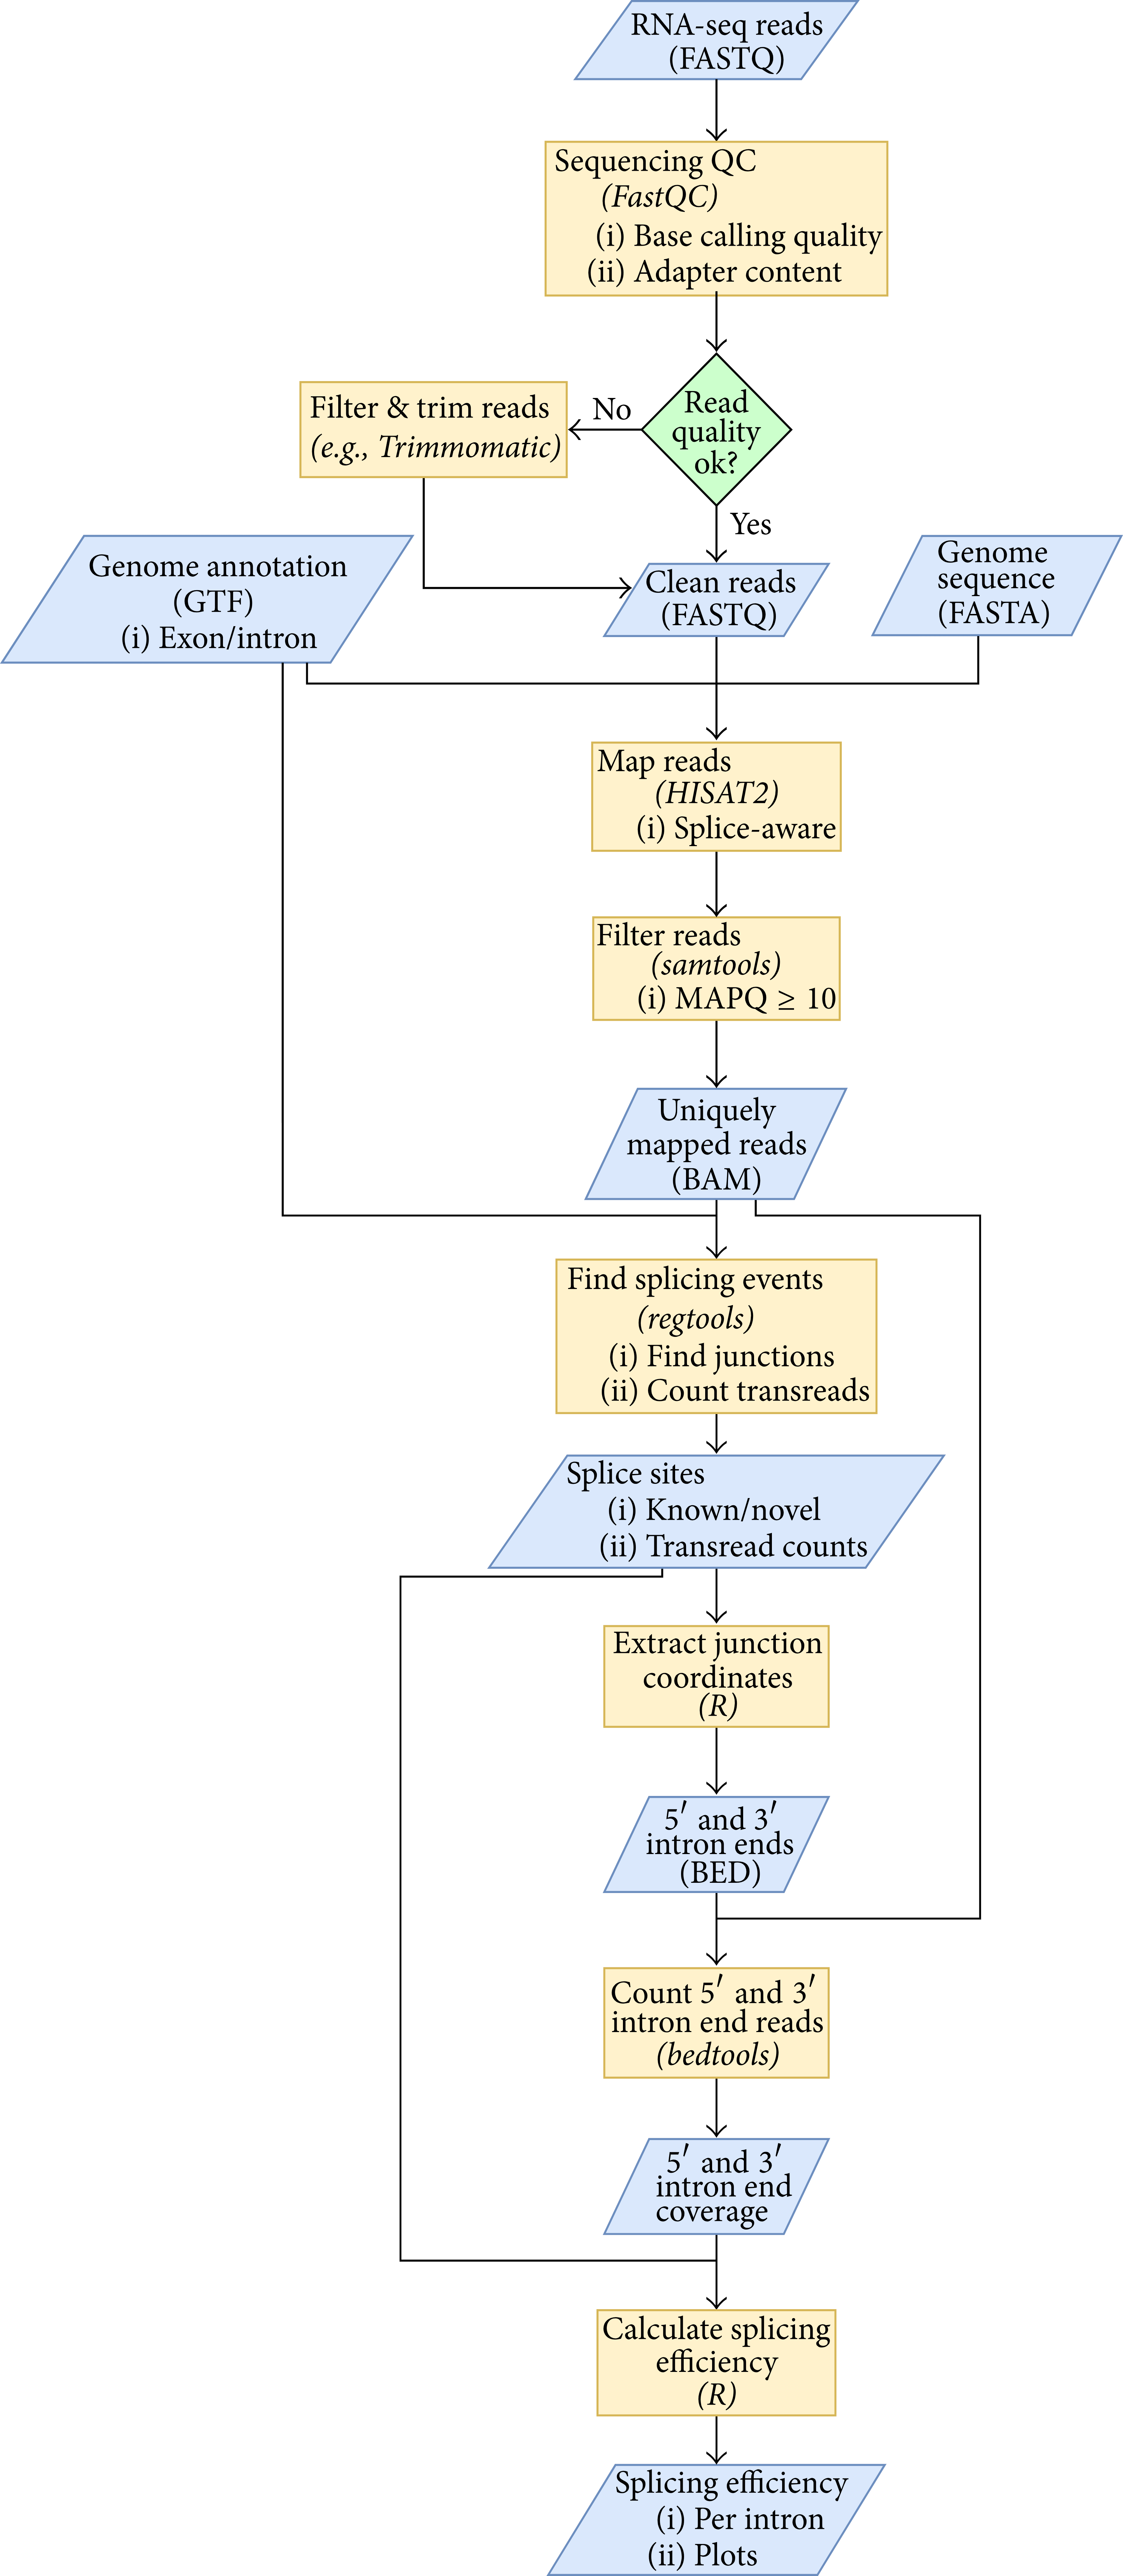 RNA-seq reads
(FASTQ)
Sequencing QC
(FastQC)
(i) Base calling quality
(ii) Adapter content
Read
quality
ok?
No
Filter & trim reads
(e.g., Trimmomatic)
Yes
Genome annotation
(GTF)
(i) Exon/intron
Clean reads
(FASTQ)
Genome
sequence
(FASTA)
Map reads
(HISAT2)
(i) Splice-aware
Filter reads
(samtools)
(i) MAPQ ≥ 10
Uniquely
mapped reads
(BAM)
Find splicing events
(regtools)
(i) Find junctions
(ii) Count transreads
Splice sites
(i) Known/novel
(ii) Transread counts
Extract junction
coordinates
(R)
5′ and 3′
intron ends
(BED)
Count 5′ and 3′
intron end reads
(bedtools)
5′ and 3′
intron end
coverage
Calculate splicing
efficiency
(R)
Splicing efficiency
(i) Per intron
(ii) Plots